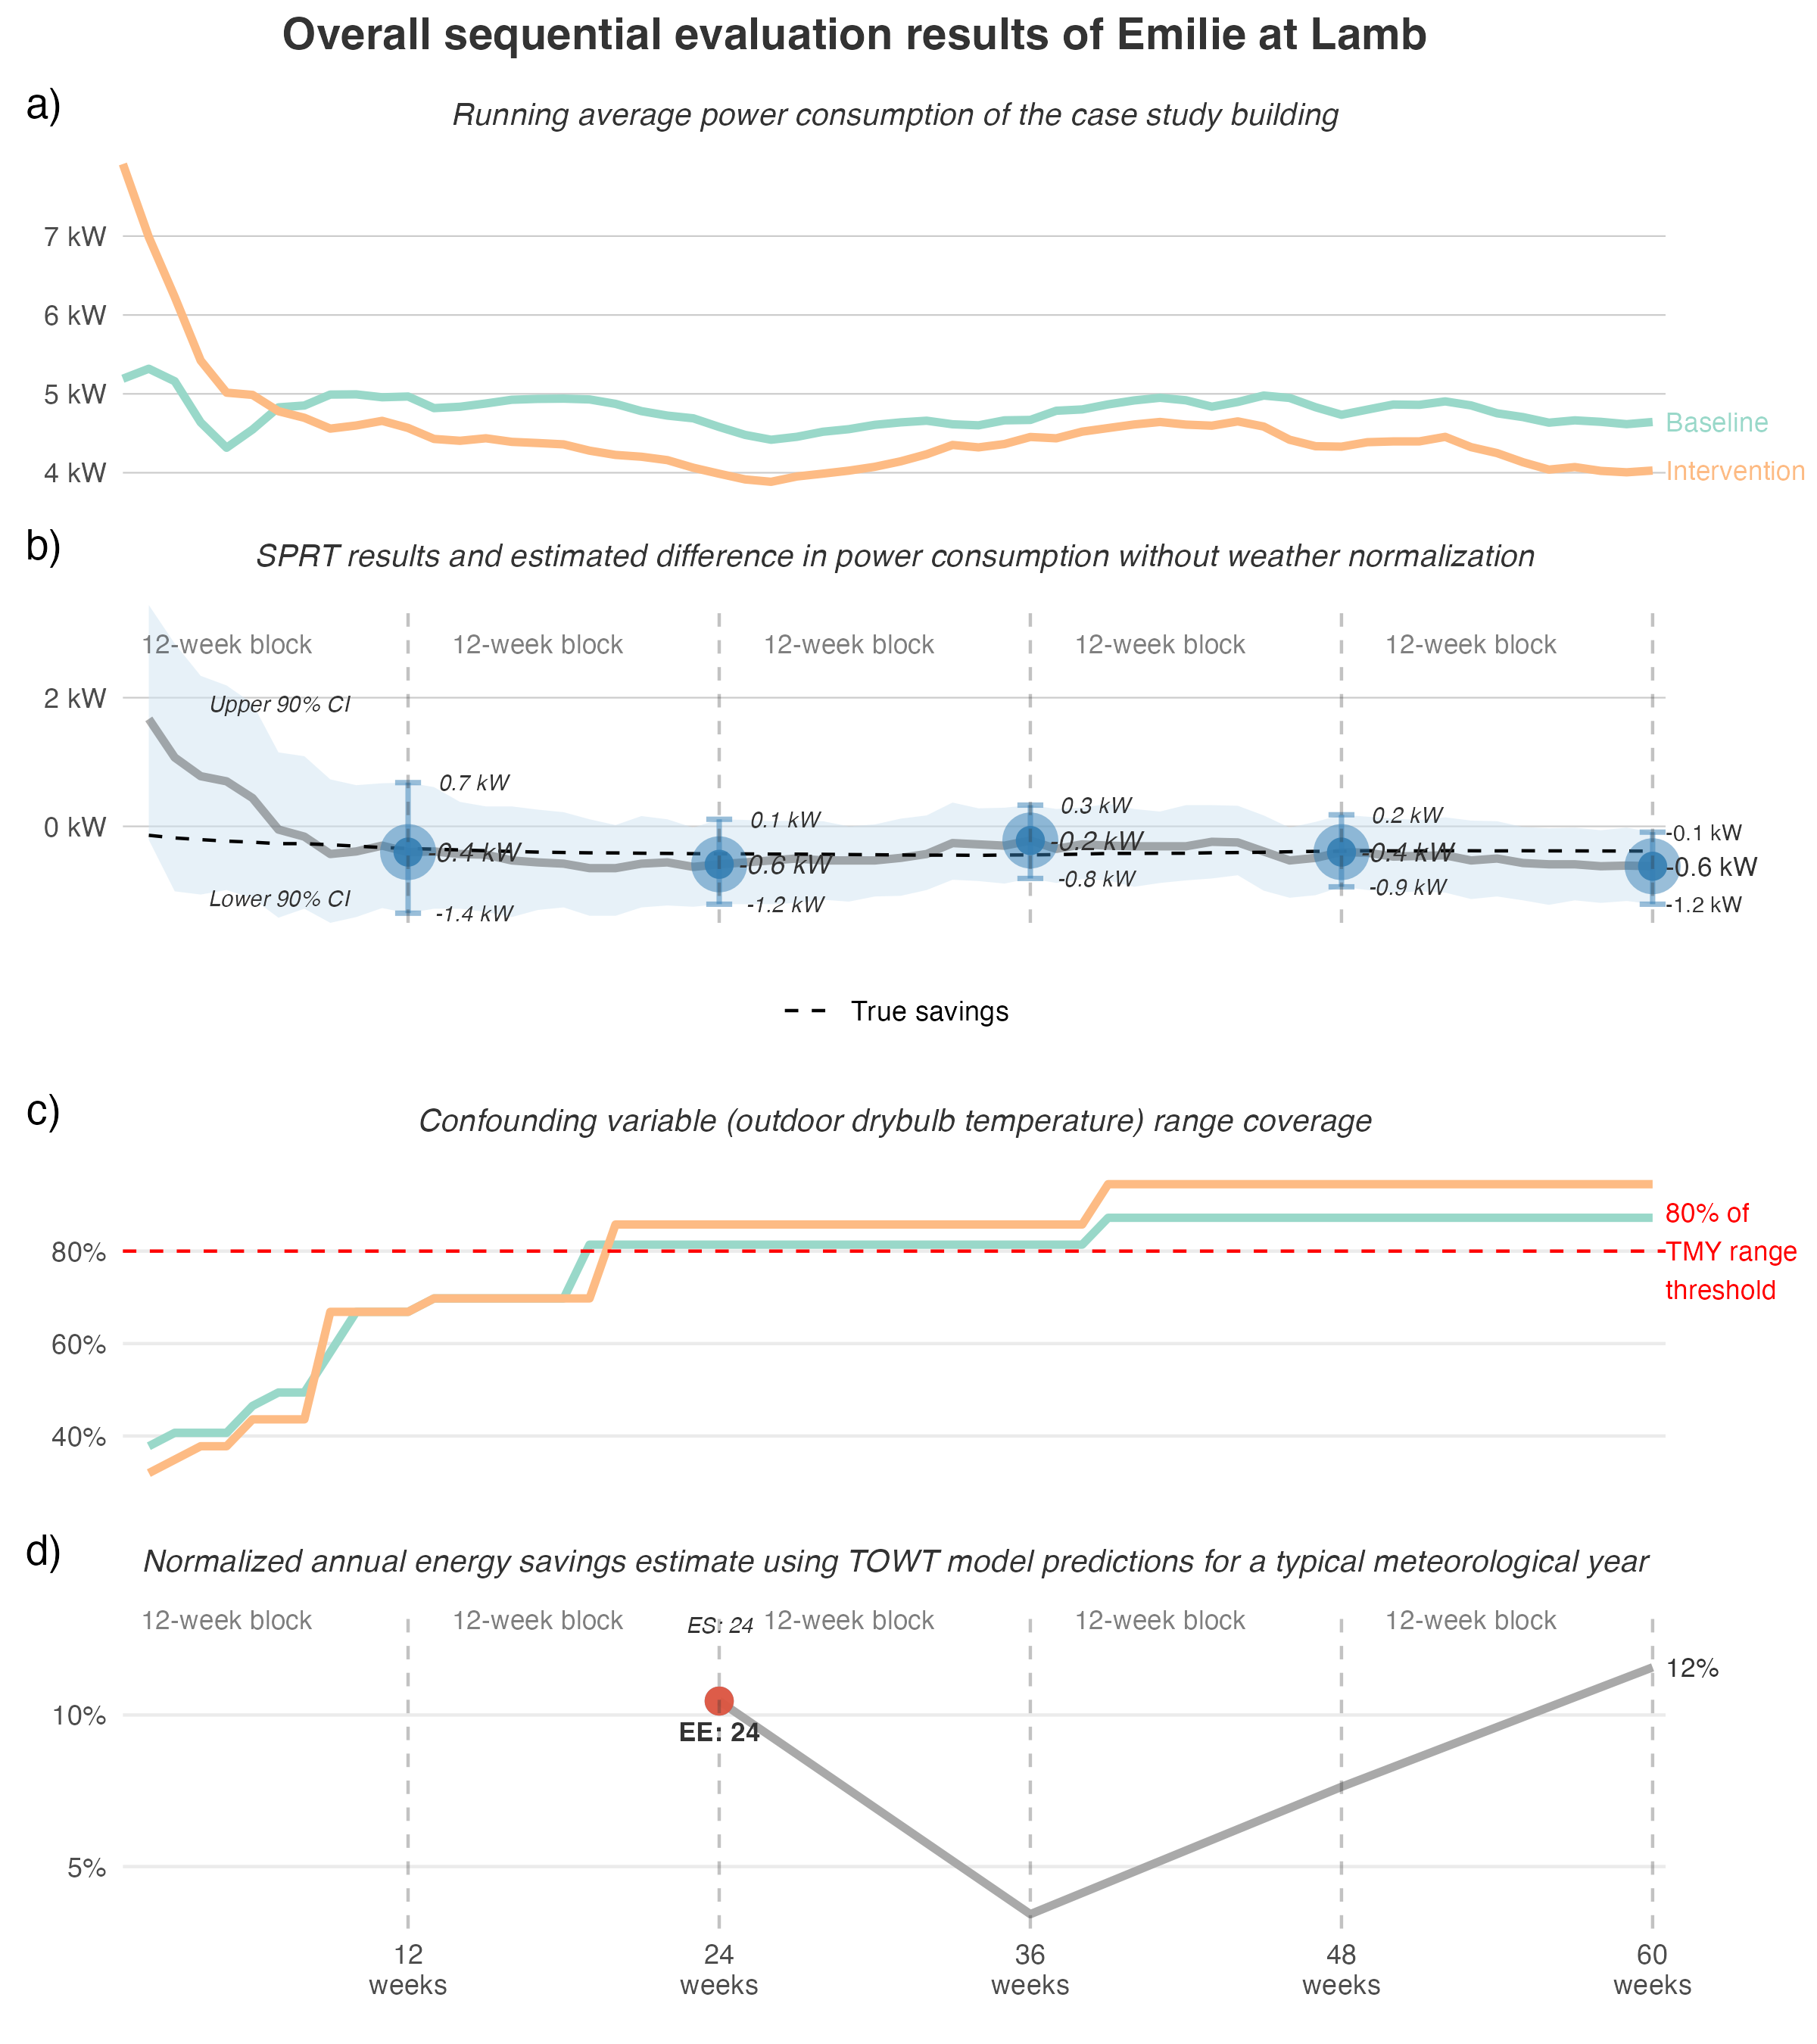 Overall sequential evaluation results of Emilie at Lamb
a)
Running average power consumption of the case study building
7 kW
6 kW
5 kW
4 kW
Baseline
Intervention
b)
SPRT results and estimated difference in power consumption without weather normalization
12-week block 12-week block 12-week block 12-week block 12-week block
2 kW
Upper 90% CI
0.7 kW
0.1 kW
0.3 kW
0.2 kW
-0.1 kW
0 kW
-0.4 kW
-0.6 kW
-0.2 kW
-0.4 kW
-0.6 kW
Lower 90% CI
-1.4 kW
-1.2 kW
-0.8 kW
-0.9 kW
-1.2 kW
True savings
c)
Confounding variable (outdoor drybulb temperature) range coverage
80%
60%
40%
80% of
TMY range
threshold
d)
Normalized annual energy savings estimate using TOWT model predictions for a typical meteorological year
12-week block 12-week block 12-week block 12-week block 12-week block
ES: 24
EE: 24
12%
10%
5%
12 weeks
24 weeks
36 weeks
48 weeks
60 weeks